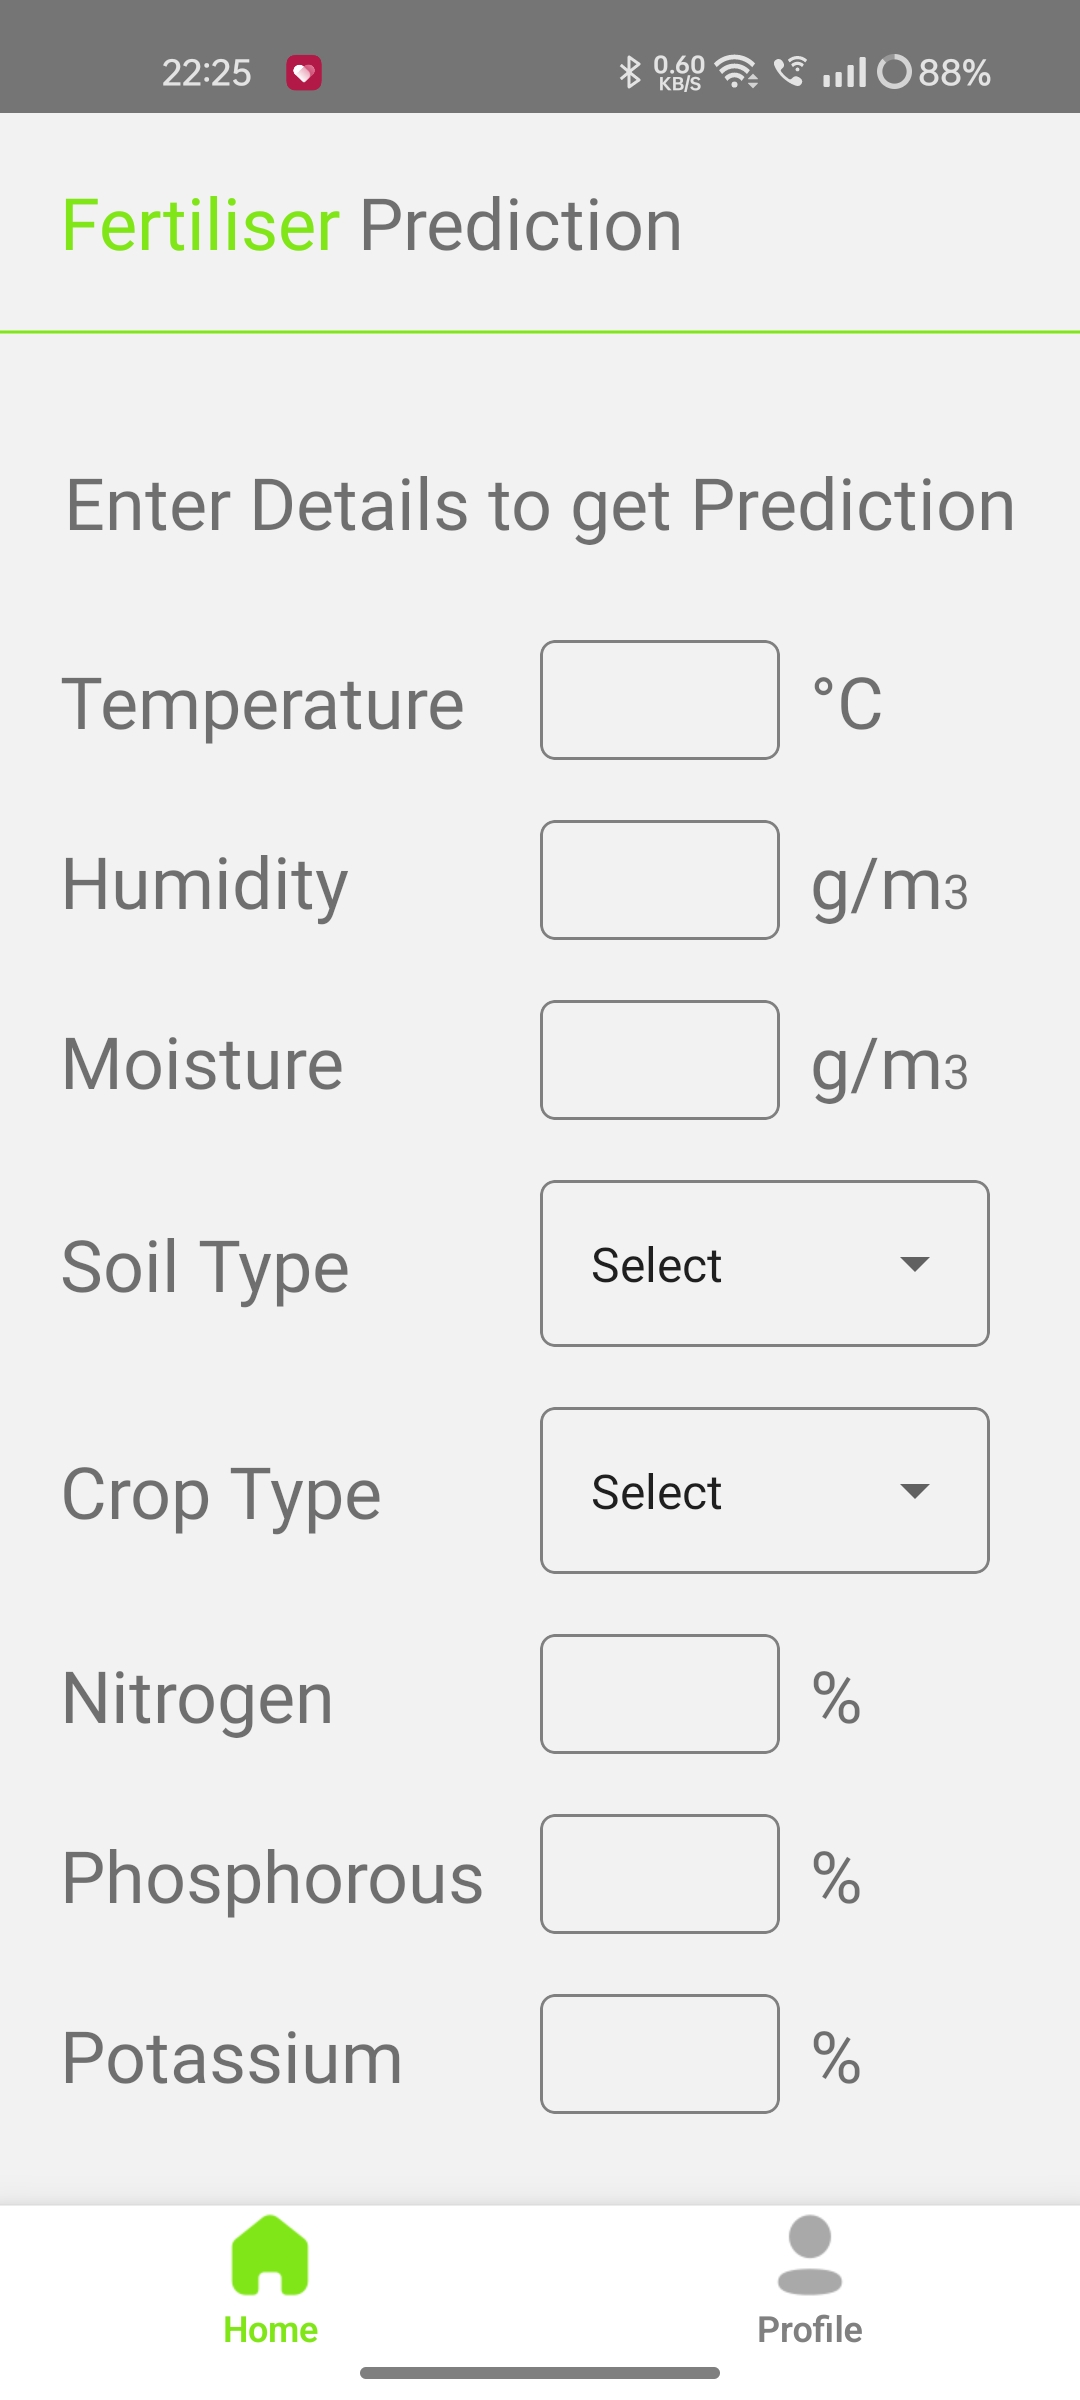 22:25 0.60 KB/S 88%
Fertiliser Prediction
Enter Details to get Prediction
Temperature °C
Humidity g/m3
Moisture g/m3
Soil Type Select
Crop Type Select
Nitrogen %
Phosphorous %
Potassium %
Home Profile